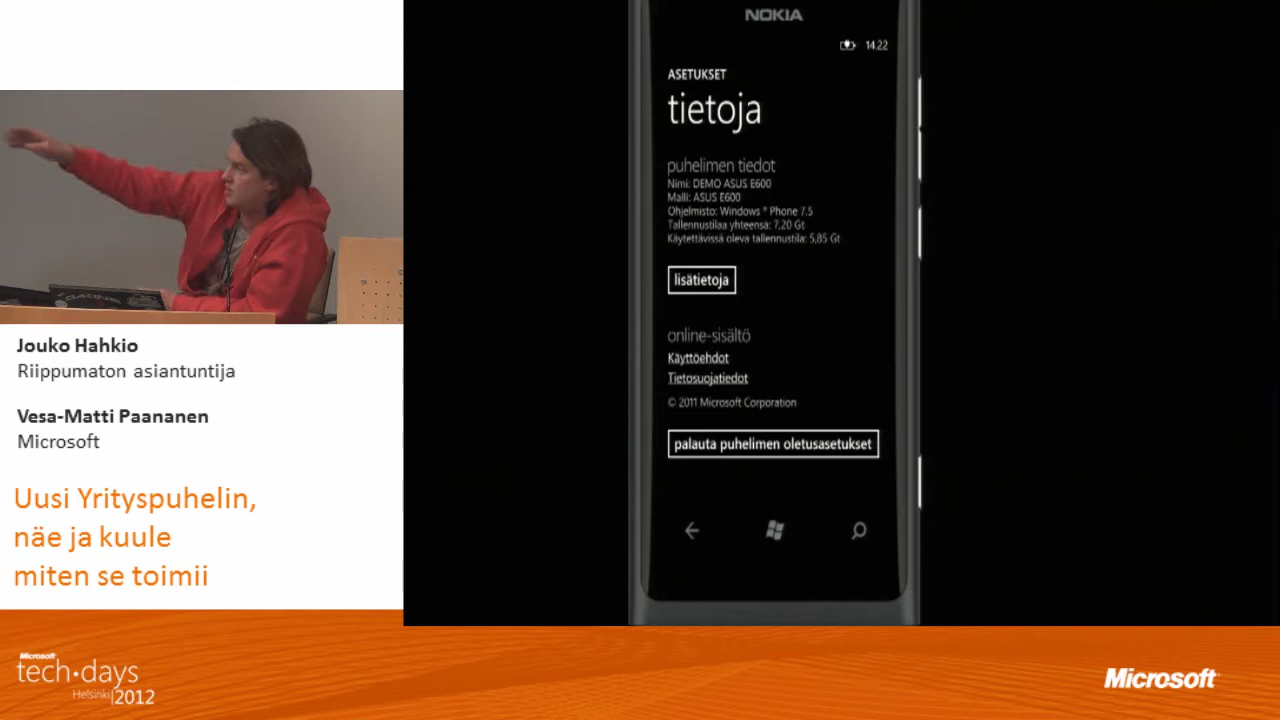 NOKIA
14.22
ASETUKSET
tietoja
puhelimen tiedot
Nimi: DEMO ASUS E600
Malli: ASUS E600
Ohjelmisto: Windows ® Phone 7.5
Tallennustilaa yhteensä: 7,20 Gt
Käytettävissä oleva tallennustila: 5,85 Gt
lisätietoja
online-sisältö
Käyttöehdot
Tietosuojatiedot
© 2011 Microsoft Corporation
palauta puhelimen oletusasetukset
DAKINE
Jouko Hahkio
Riippumaton asiantuntija
Vesa-Matti Paananen
Microsoft
Uusi Yrityspuhelin,
näe ja kuule
miten se toimii
Microsoft
tech·days
Helsinki|2012
Microsoft